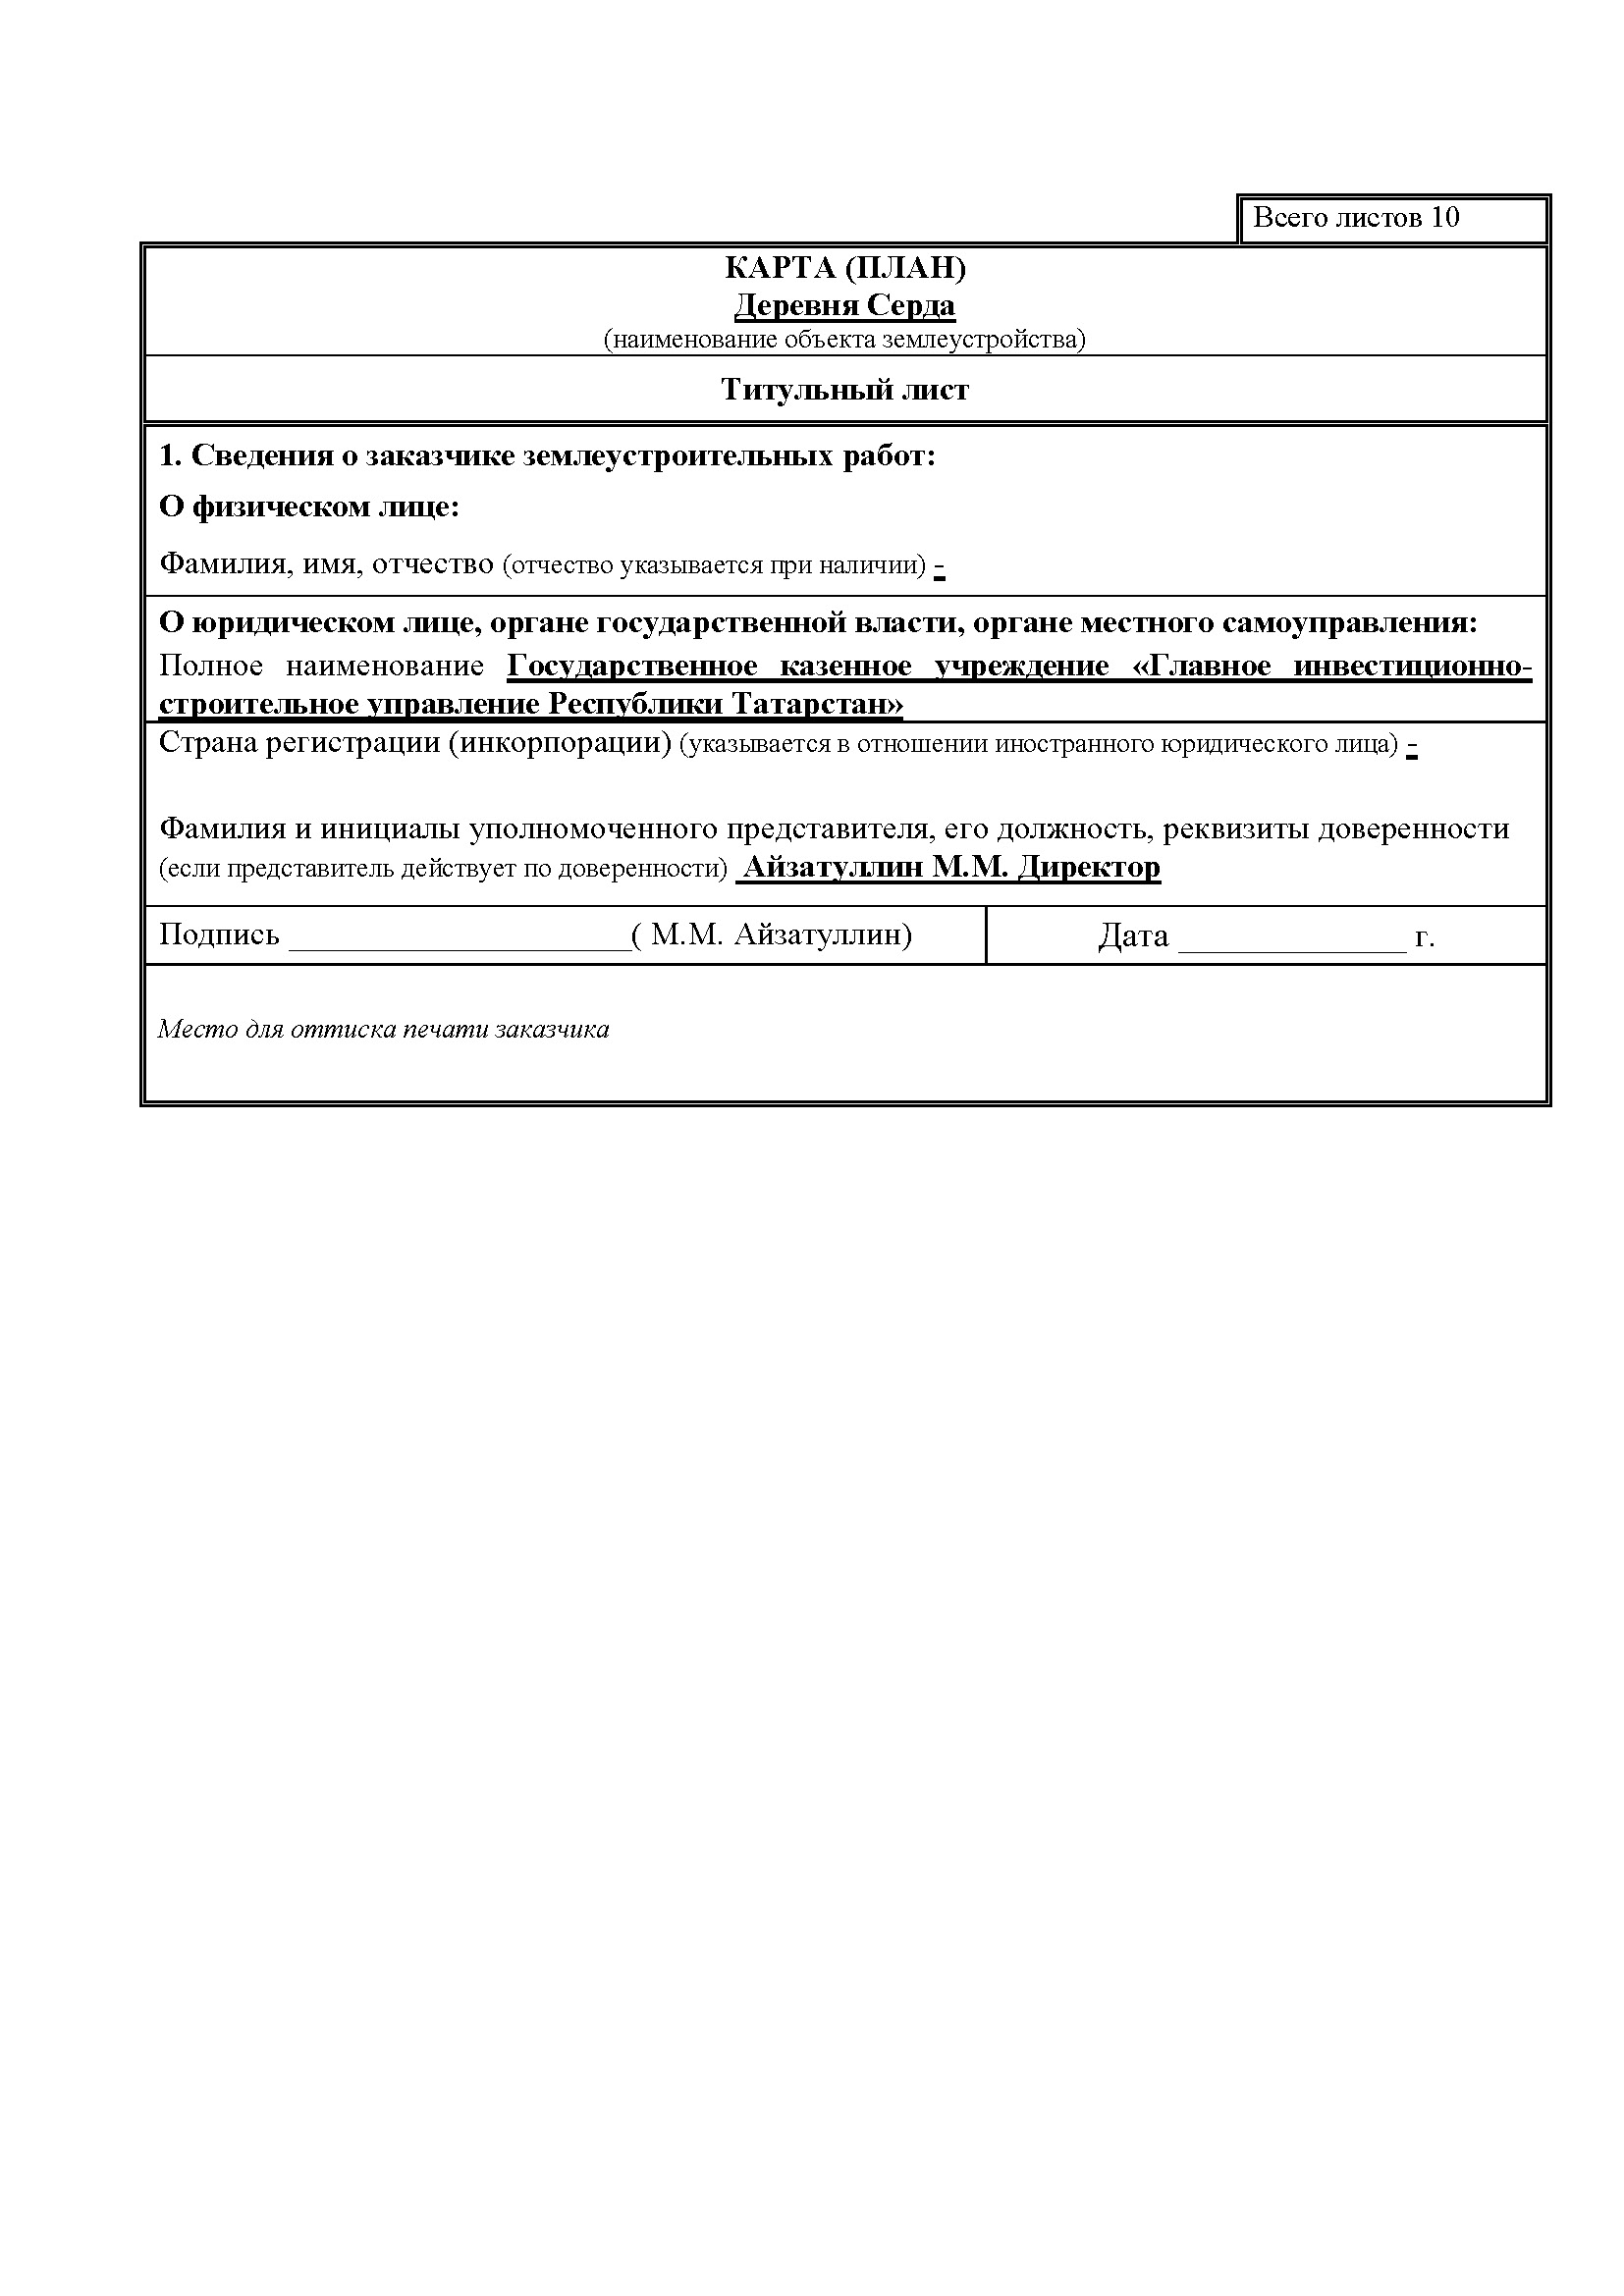 Всего листов 10
КАРТА (ПЛАН)
Деревня Серда
(наименование объекта землеустройства)
Титульный лист
1. Сведения о заказчике землеустроительных работ:
О физическом лице:
Фамилия, имя, отчество (отчество указывается при наличии) -
О юридическом лице, органе государственной власти, органе местного самоуправления:
Полное наименование Государственное казенное учреждение «Главное инвестиционно-
строительное управление Республики Татарстан»
Страна регистрации (инкорпорации) (указывается в отношении иностранного юридического лица) -
Фамилия и инициалы уполномоченного представителя, его должность, реквизиты доверенности
(если представитель действует по доверенности) Айзатуллин М.М. Директор
Подпись _____________________( М.М. Айзатуллин)
Дата ______________ г.
Место для оттиска печати заказчика